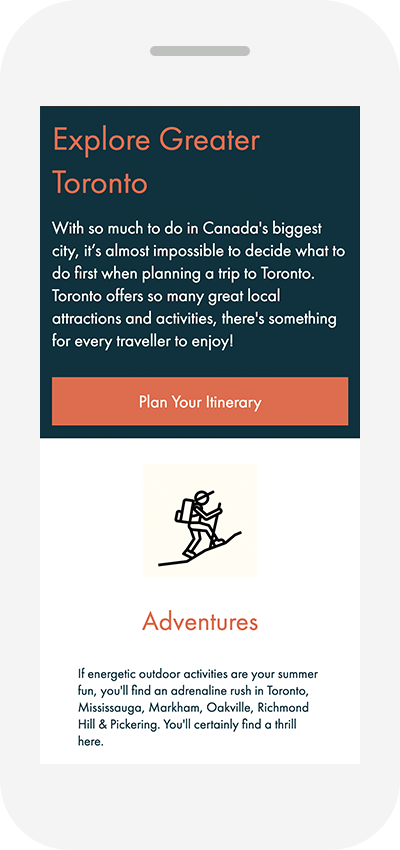 Explore Greater
Toronto
With so much to do in Canada's biggest
city, it’s almost impossible to decide what to
do first when planning a trip to Toronto.
Toronto offers so many great local
attractions and activities, there's something
for every traveller to enjoy!
Plan Your Itinerary
Adventures
If energetic outdoor activities are your summer
fun, you'll find an adrenaline rush in Toronto,
Mississauga, Markham, Oakville, Richmond
Hill & Pickering. You'll certainly find a thrill
here.